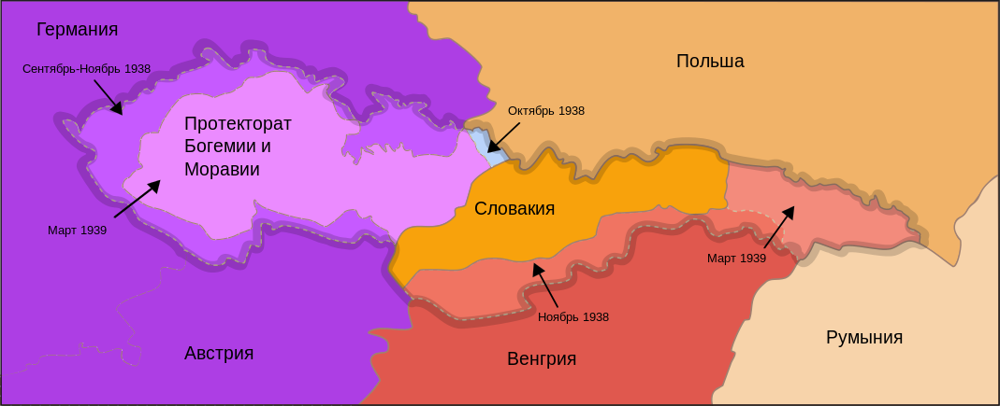 Германия
Польша
Сентябрь-Ноябрь 1938
Октябрь 1938
Протекторат
Богемии и
Моравии
Словакия
Март 1939
Март 1939
Ноябрь 1938
Румыния
Австрия
Венгрия